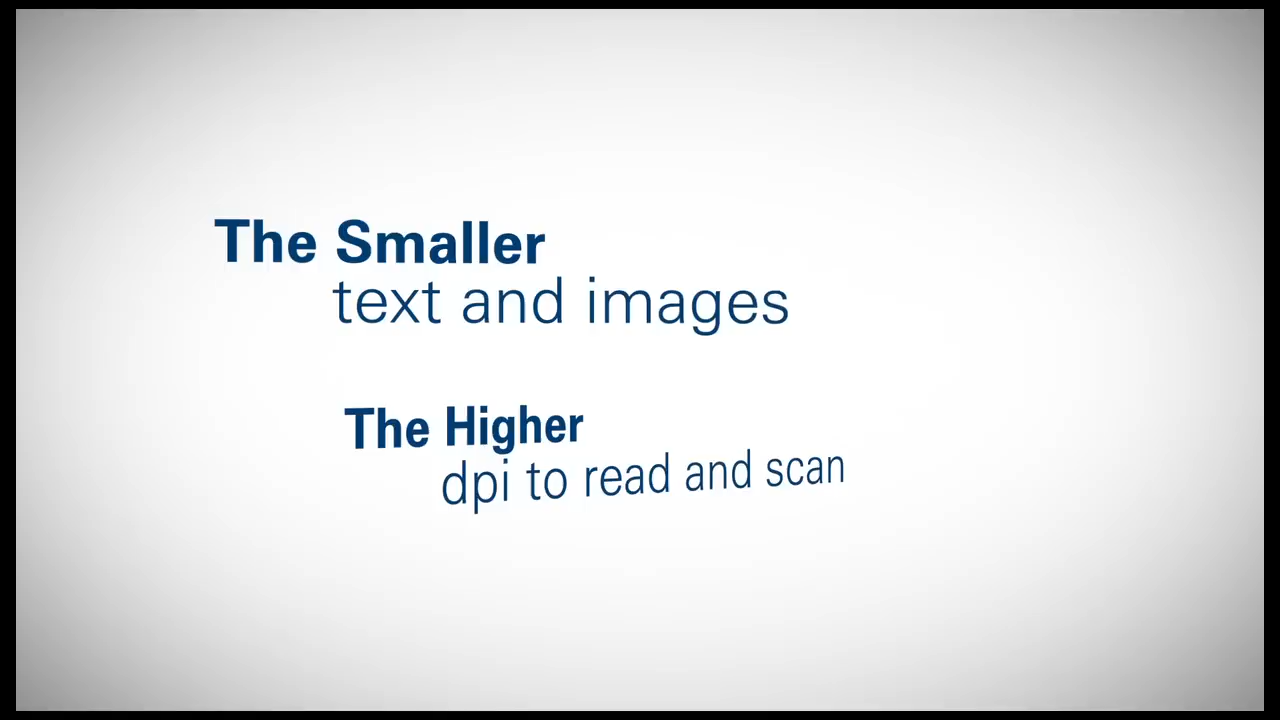 The Smaller
text and images
The Higher
dpi to read and scan